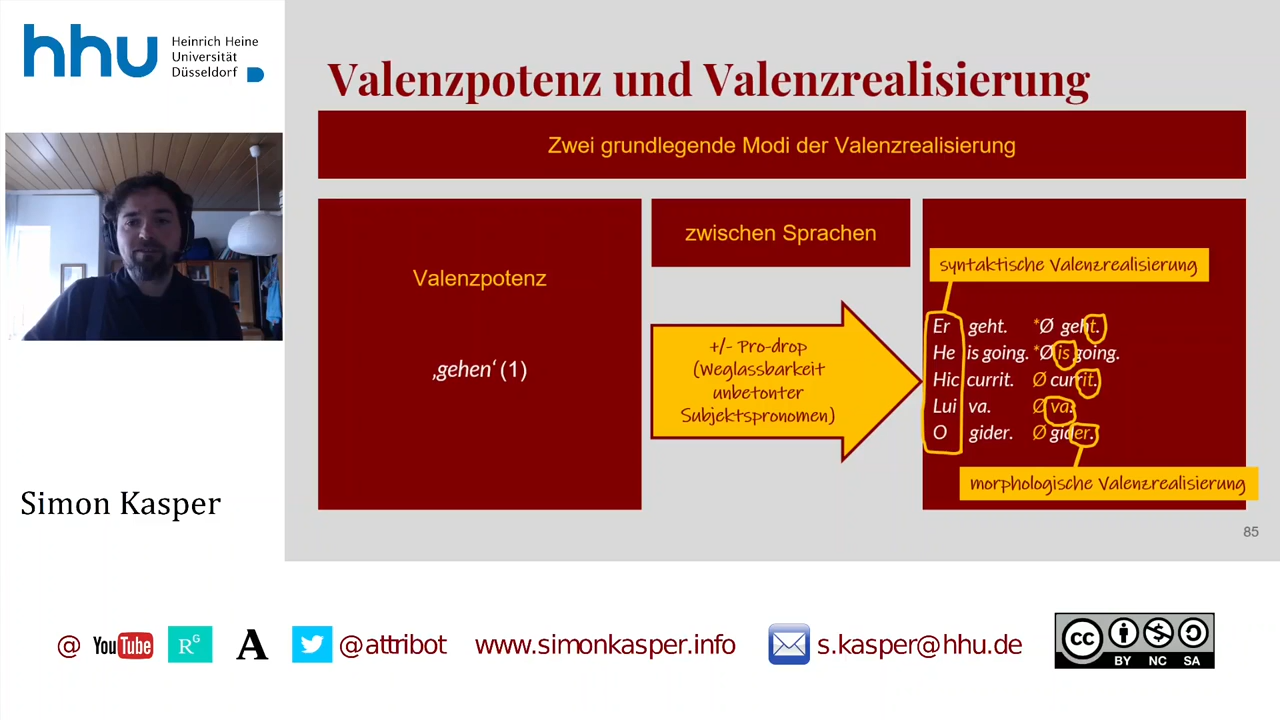 hhu Heinrich Heine
Universität
Düsseldorf
Valenzpotenz und Valenzrealisierung
Zwei grundlegende Modi der Valenzrealisierung
Valenzpotenz
‚gehen‘ (1)
zwischen Sprachen
+/- Pro-drop
(Weglassbarkeit
unbetonter
Subjektspronomen)
syntaktische Valenzrealisierung
Er geht. *Ø geht.
He is going. *Ø is going.
Hic currit. Ø currit.
Lui va. Ø va.
O gider. Ø gider.
morphologische Valenzrealisierung
85
Simon Kasper
@ YouTube RG A @attribot www.simonkasper.info s.kasper@hhu.de
cc BY NC SA